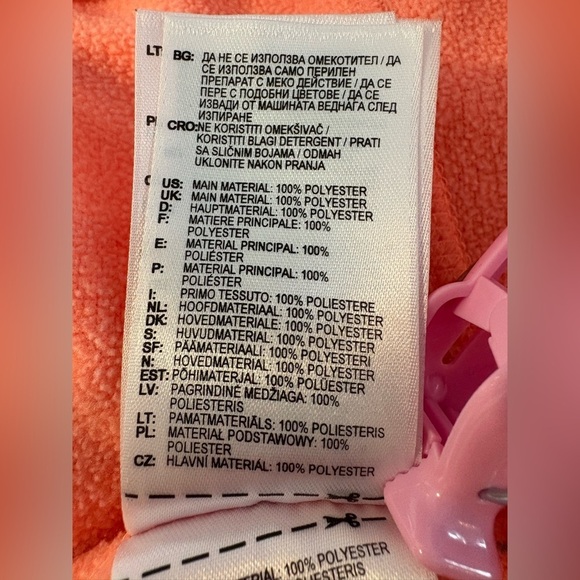 LT
BG: ДА НЕ СЕ ИЗПОЛЗВА ОМЕКОТИТЕЛ / ДА
СЕ ИЗПОЛЗВА САМО ПЕРИЛЕН
ПРЕПАРАТ С МЕКО ДЕЙСТВИЕ / ДА СЕ
ПЕРЕ С ПОДОБНИ ЦВЕТОВЕ / ДА СЕ
ИЗВАДИ ОТ МАШИНАТА ВЕДНАГА СЛЕД
ИЗПИРАНЕ
CRO:NE KORISTITI OMEKŠIVAČ /
KORISTITI BLAGI DETERGENT / PRATI
SA SLIČNIM BOJAMA / ODMAH
UKLONITE NAKON PRANJA
US: MAIN MATERIAL: 100% POLYESTER
UK: MAIN MATERIAL: 100% POLYESTER
D: HAUPTMATERIAL: 100% POLYESTER
F: MATIERE PRINCIPALE: 100%
POLYESTER
E: MATERIAL PRINCIPAL: 100%
POLIÉSTER
P: MATERIAL PRINCIPAL: 100%
POLIÉSTER
I: PRIMO TESSUTO: 100% POLIESTERE
NL: HOOFDMATERIAAL: 100% POLYESTER
DK: HOVEDMATERIALE: 100% POLYESTER
S: HUVUDMATERIAL: 100% POLYESTER
SF: PÄÄMATERIAALI: 100% POLYESTERI
N: HOVEDMATERIAL: 100% POLYESTER
EST: PÕHIMATERJAL: 100% POLÜESTER
LV: PAGRINDINĖ MEDŽIAGA: 100%
POLIESTERIS
LT: PAMATMATERIĀLS: 100% POLIESTERIS
PL: MATERIAŁ PODSTAWOWY: 100%
POLIESTER
CZ: HLAVNÍ MATERIÁL: 100% POLYESTER
MATERIAL: 100% POLYESTER
POLYESTER